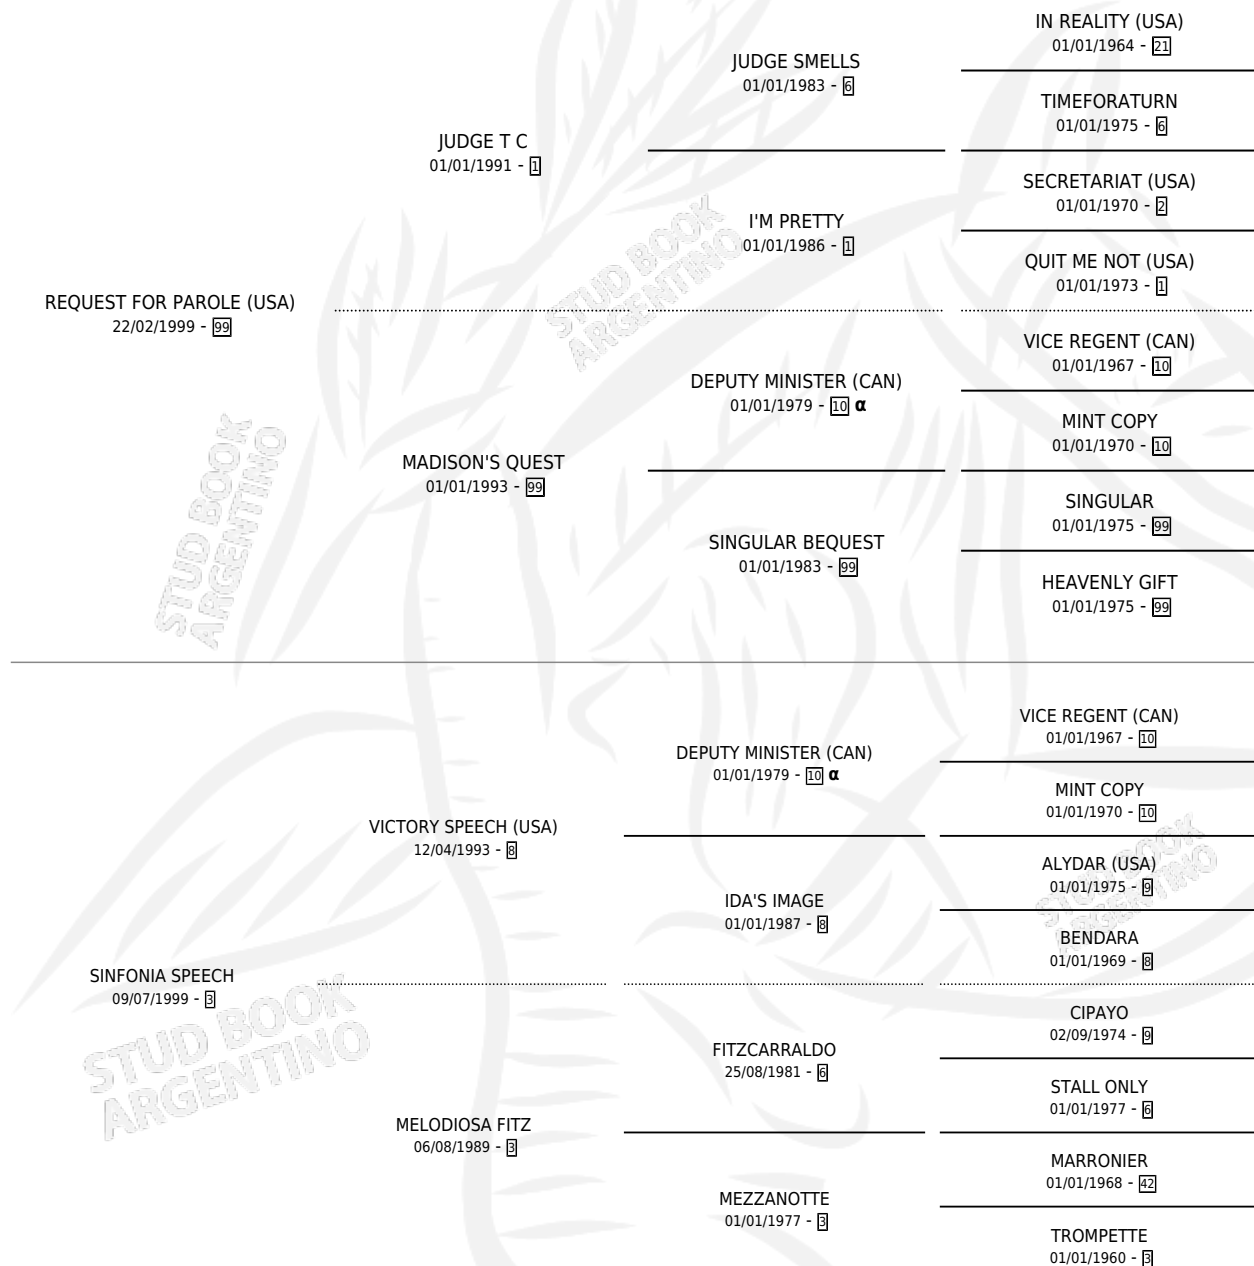 IN REALITY (USA)
01/01/1964 - 21
JUDGE SMELLS
01/01/1983 - 6
TIMEFORATURN
01/01/1975 - 6
JUDGE T C
01/01/1991 - 1
SECRETARIAT (USA)
01/01/1970 - 2
I'M PRETTY
01/01/1986 - 1
QUIT ME NOT (USA)
01/01/1973 - 1
REQUEST FOR PAROLE (USA)
22/02/1999 - 99
VICE REGENT (CAN)
01/01/1967 - 10
DEPUTY MINISTER (CAN)
01/01/1979 - 10 α
MINT COPY
01/01/1970 - 10
MADISON'S QUEST
01/01/1993 - 99
SINGULAR
01/01/1975 - 99
SINGULAR BEQUEST
01/01/1983 - 99
HEAVENLY GIFT
01/01/1975 - 99
VICE REGENT (CAN)
01/01/1967 - 10
DEPUTY MINISTER (CAN)
01/01/1979 - 10 α
MINT COPY
01/01/1970 - 10
VICTORY SPEECH (USA)
12/04/1993 - 8
ALYDAR (USA)
01/01/1975 - 9
IDA'S IMAGE
01/01/1987 - 8
BENDARA
01/01/1969 - 8
SINFONIA SPEECH
09/07/1999 - 3
CIPAYO
02/09/1974 - 9
FITZCARRALDO
25/08/1981 - 6
STALL ONLY
01/01/1977 - 6
MELODIOSA FITZ
06/08/1989 - 3
MARRONIER
01/01/1968 - 42
MEZZANOTTE
01/01/1977 - 3
TROMPETTE
01/01/1960 - 3
STUD BOOK
ARGENTINO
STUD BOOK
ARGENTINO
STUD BOOK
ARGENTINO
STUD BOOK
ARGENTINO